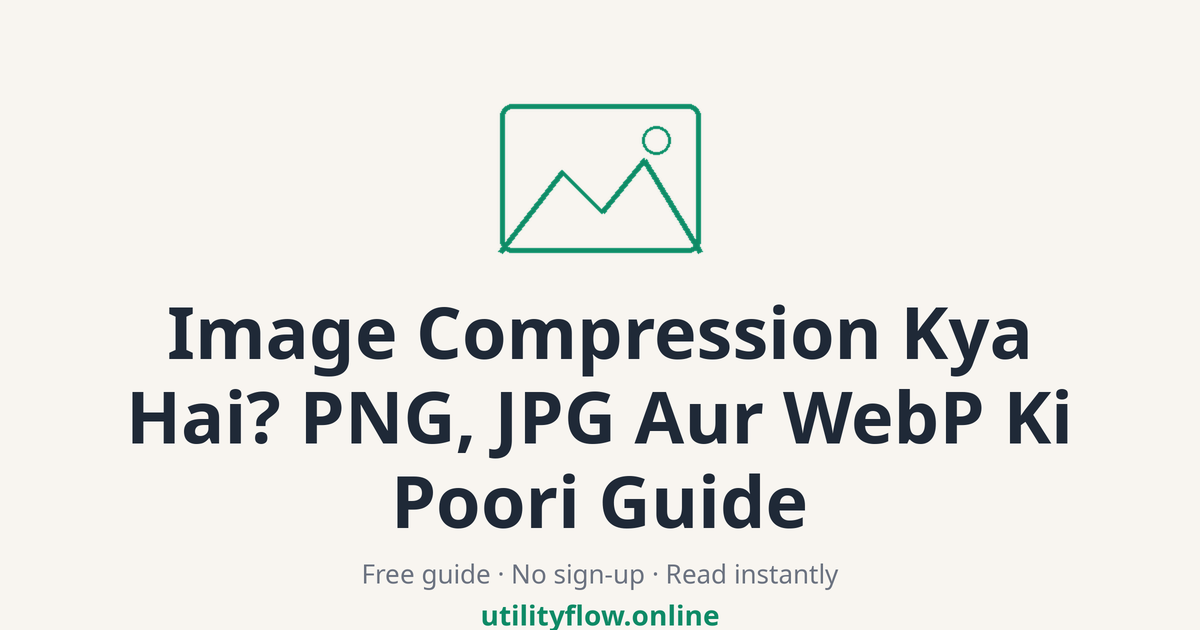 Image Compression Kya
Hai? PNG, JPG Aur WebP Ki
Poori Guide
Free guide · No sign-up · Read instantly
utilityflow.online